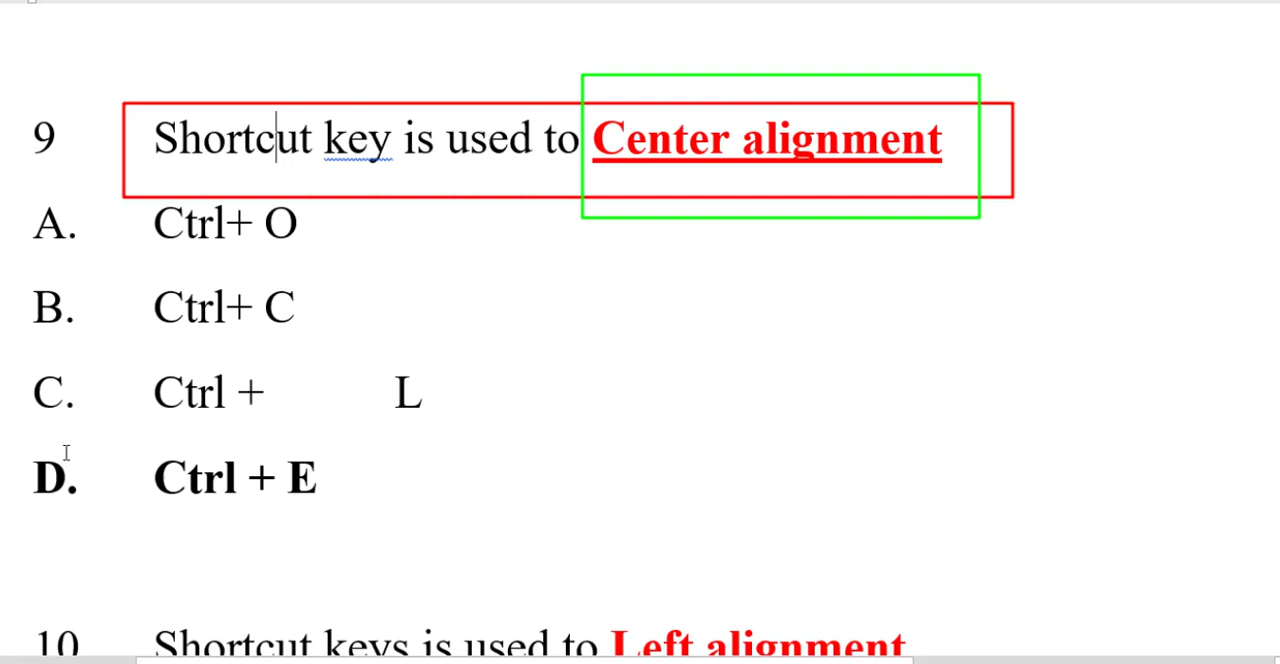 9 Shortcut key is used to Center alignment
A. Ctrl+ O
B. Ctrl+ C
C. Ctrl + L
D. Ctrl + E
10 Shortcut keys is used to Left alignment